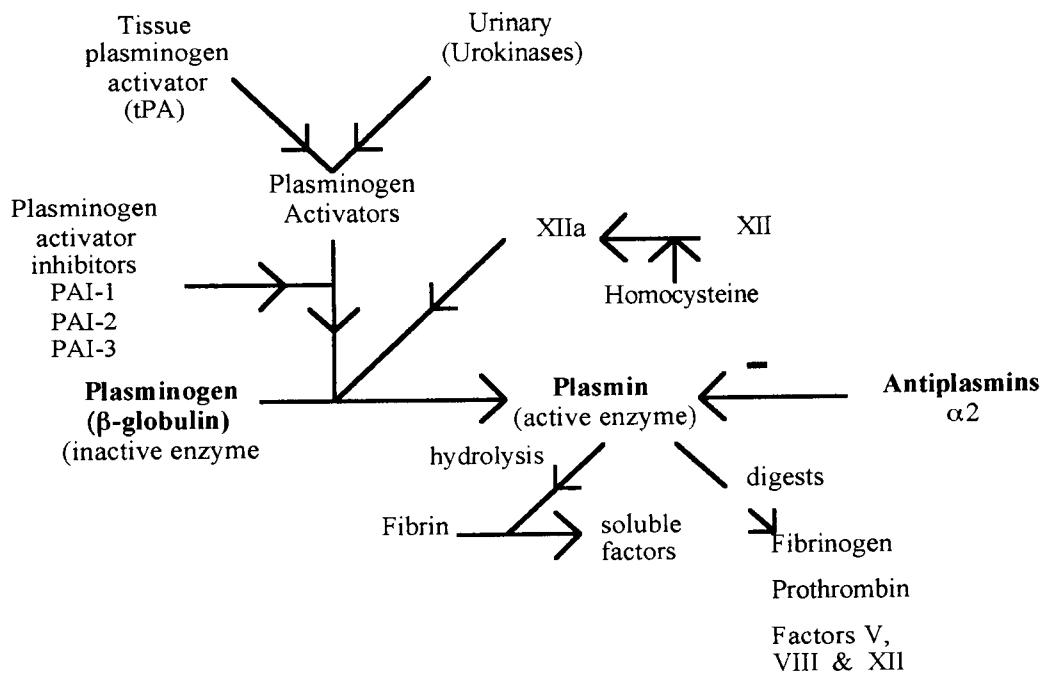 Tissue
plasminogen
activator
(tPA)
Urinary
(Urokinases)
Plasminogen
Activators
Plasminogen
activator
inhibitors
PAI-1
PAI-2
PAI-3
XIIa
XII
Homocysteine
Plasminogen
(β-globulin)
(inactive enzyme
Plasmin
(active enzyme)
Antiplasmins
α2
hydrolysis
digests
Fibrin
soluble
factors
Fibrinogen
Prothrombin
Factors V,
VIII & XII